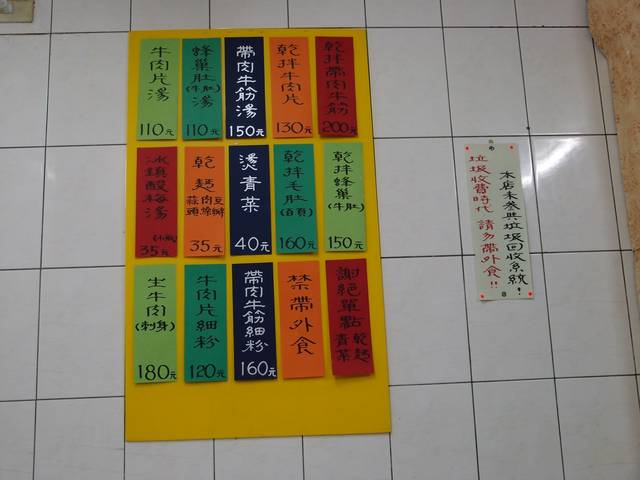 牛肉片湯 110元
蜂巢肚(牛肚)湯 110元
帶肉牛筋湯 150元
乾拌牛肉片 130元
乾拌帶肉牛筋 200元
冰鎮酸梅湯 35元
乾麵 35元
蒜頭 肉絲 豆瓣
燙青菜 40元
乾拌毛肚(百頁) 160元
乾拌蜂巢(牛肚) 150元
生牛肉(刺身) 180元
牛肉片細粉 120元
帶肉牛筋細粉 160元
禁帶外食
謝絕單點 乾麵 青菜
本店未參與垃圾回收系統!
垃圾收費時代 請勿帶外食!!